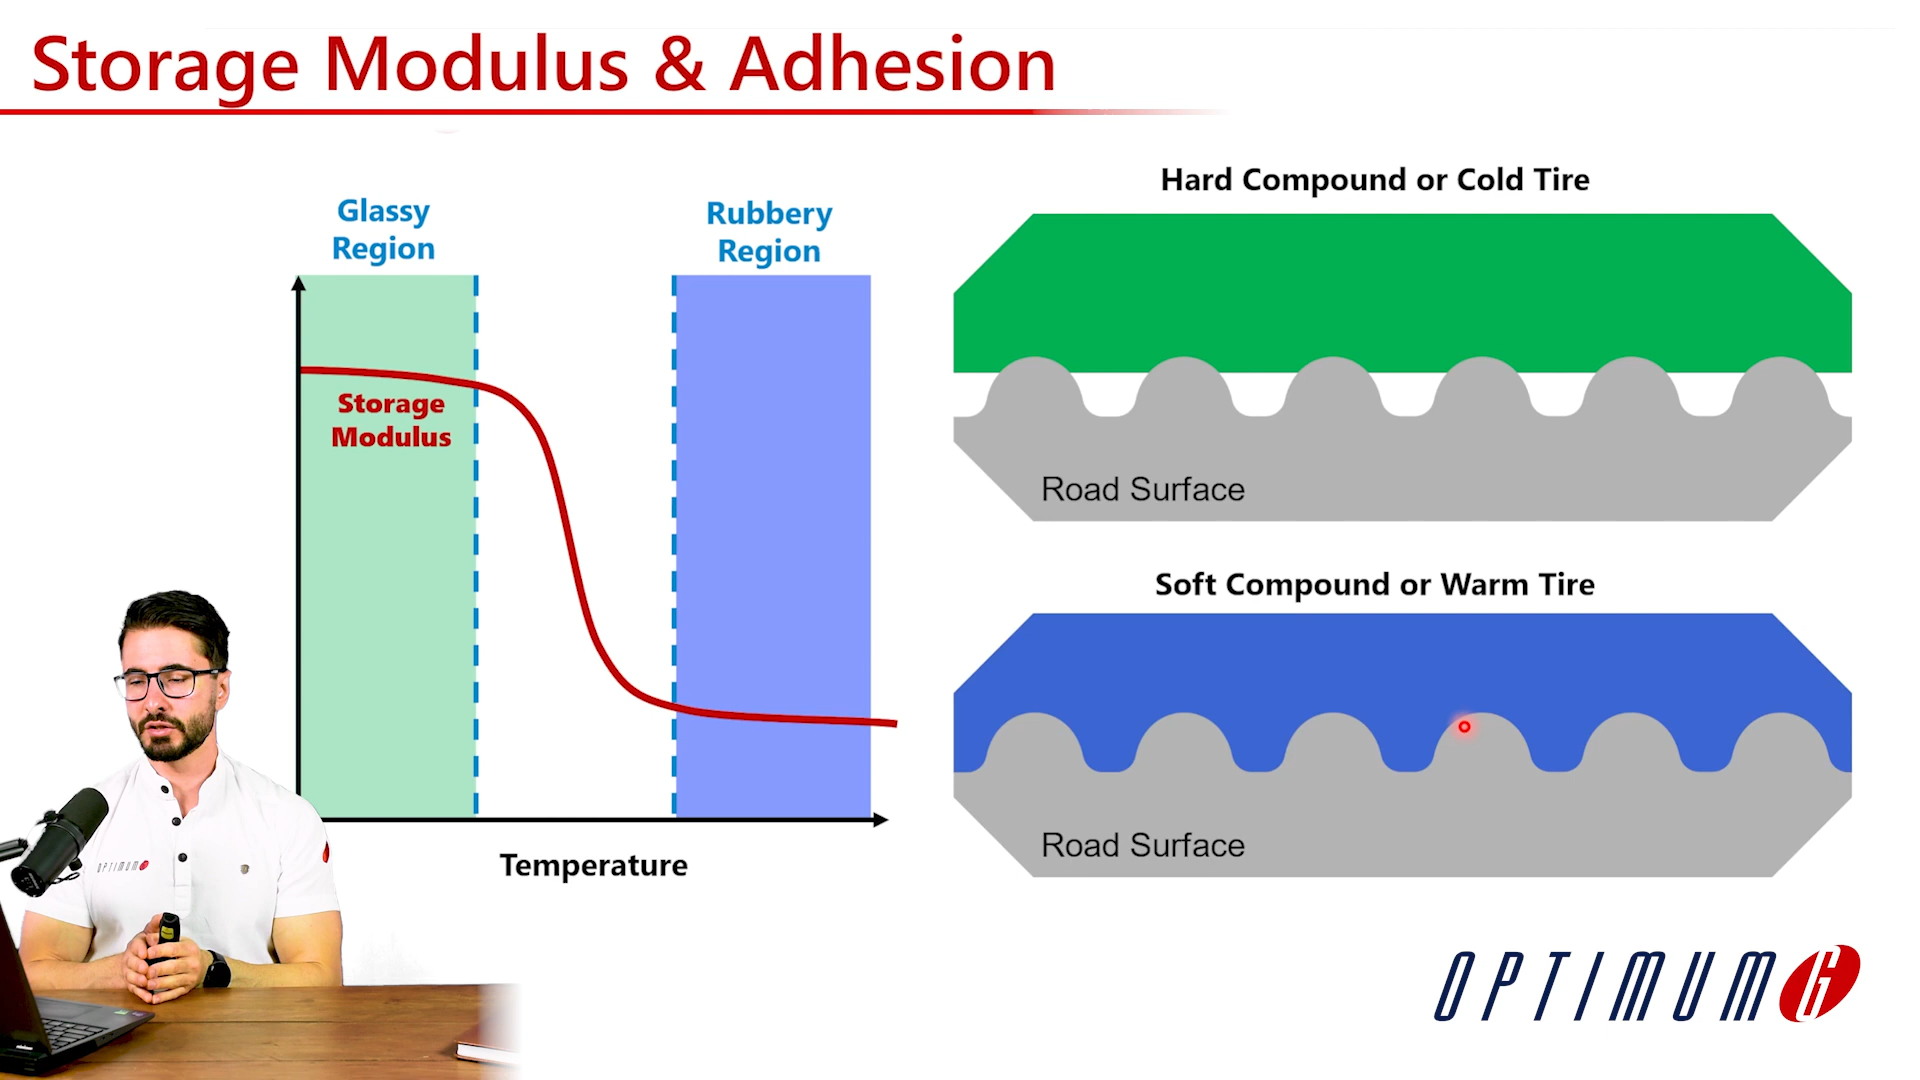 Storage Modulus & Adhesion
Glassy
Region
Rubbery
Region
Storage
Modulus
Temperature
Hard Compound or Cold Tire
Road Surface
Soft Compound or Warm Tire
Road Surface
OPTIMUM
OPTIMUMG